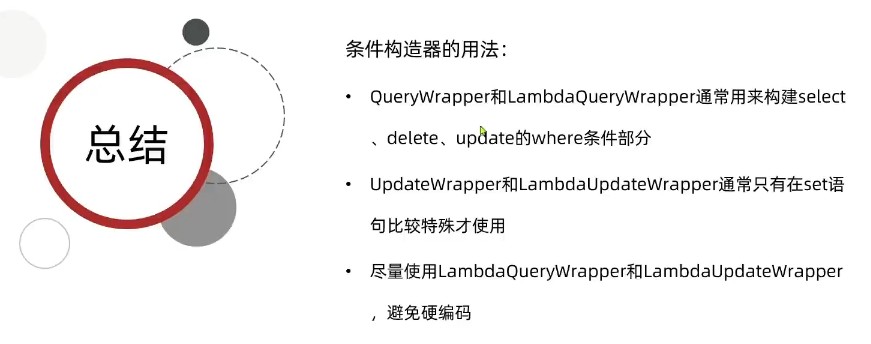 总结
条件构造器的用法：
• QueryWrapper和LambdaQueryWrapper通常用来构建select
、delete、update的where条件部分
• UpdateWrapper和LambdaUpdateWrapper通常只有在set语
句比较特殊才使用
• 尽量使用LambdaQueryWrapper和LambdaUpdateWrapper
，避免硬编码